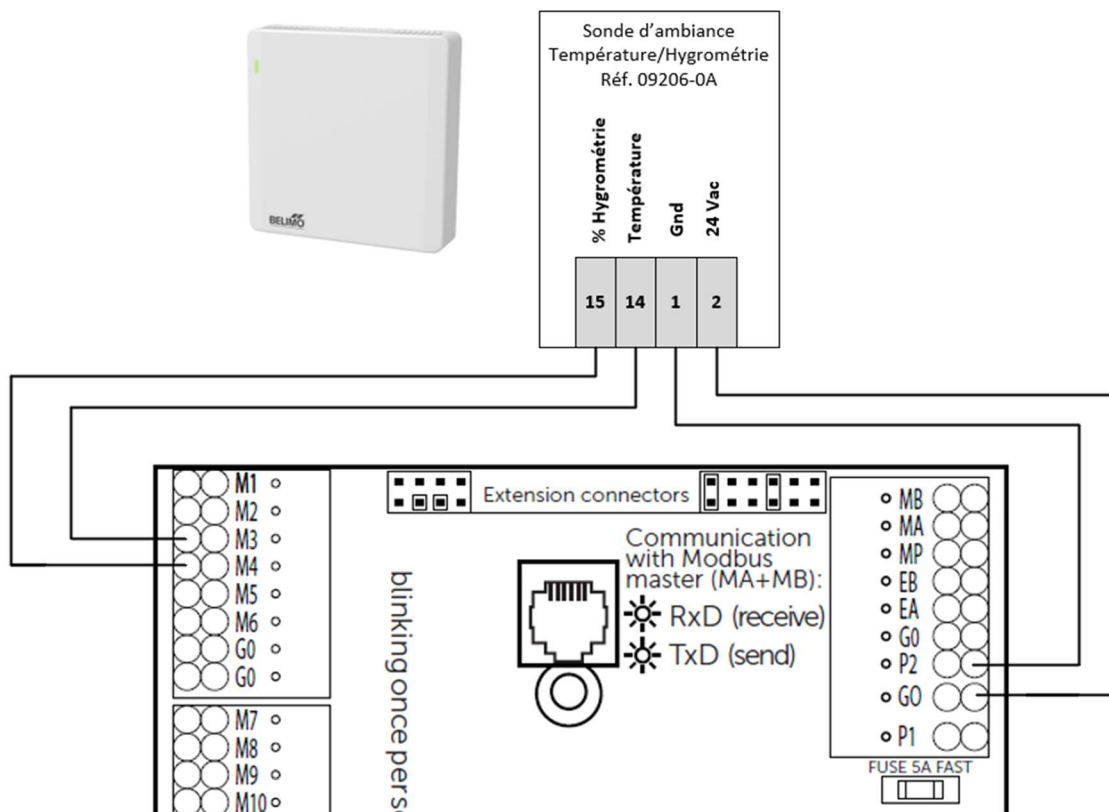 Sonde d’ambiance
Température/Hygrométrie
Réf. 09206-0A
% Hygrométrie
Température
Gnd
24 Vac
15
14
1
2
BELIMO
M1
M2
M3
M4
M5
M6
G0
G0
M7
M8
M9
M10
Extension connectors
Communication
with Modbus
master (MA+MB):
RxD (receive)
TxD (send)
blinking once
MB
MA
MP
EB
EA
G0
P2
GO
P1
FUSE 5A FAST